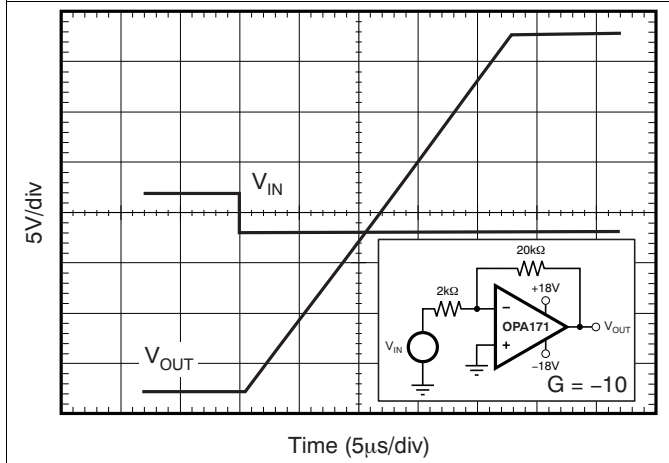 5V/div
V_IN
V_OUT
20kΩ
2kΩ
+18V
−
OPA171
+
V_OUT
V_IN
−18V
G = −10
Time (5μs/div)